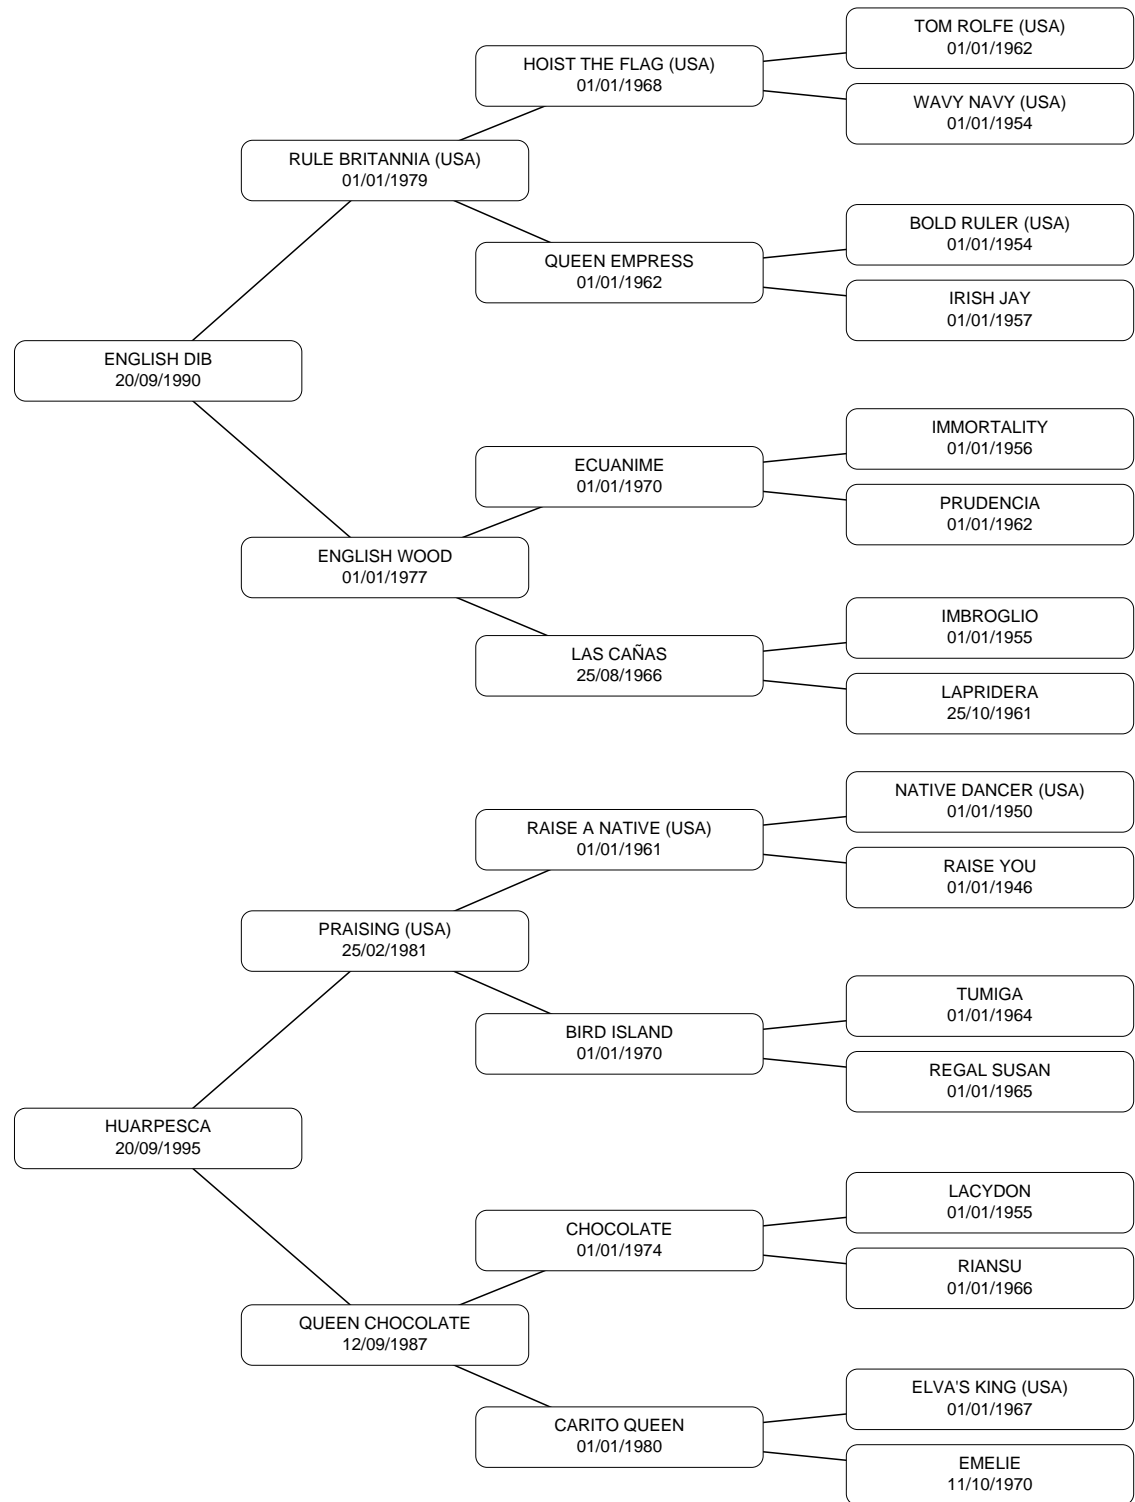 TOM ROLFE (USA)
01/01/1962
HOIST THE FLAG (USA)
01/01/1968
WAVY NAVY (USA)
01/01/1954
RULE BRITANNIA (USA)
01/01/1979
BOLD RULER (USA)
01/01/1954
QUEEN EMPRESS
01/01/1962
IRISH JAY
01/01/1957
ENGLISH DIB
20/09/1990
IMMORTALITY
01/01/1956
ECUANIME
01/01/1970
PRUDENCIA
01/01/1962
ENGLISH WOOD
01/01/1977
IMBROGLIO
01/01/1955
LAS CAÑAS
25/08/1966
LAPRIDERA
25/10/1961
NATIVE DANCER (USA)
01/01/1950
RAISE A NATIVE (USA)
01/01/1961
RAISE YOU
01/01/1946
PRAISING (USA)
25/02/1981
TUMIGA
01/01/1964
BIRD ISLAND
01/01/1970
REGAL SUSAN
01/01/1965
HUARPESCA
20/09/1995
LACYDON
01/01/1955
CHOCOLATE
01/01/1974
RIANSU
01/01/1966
QUEEN CHOCOLATE
12/09/1987
ELVA'S KING (USA)
01/01/1967
CARITO QUEEN
01/01/1980
EMELIE
11/10/1970